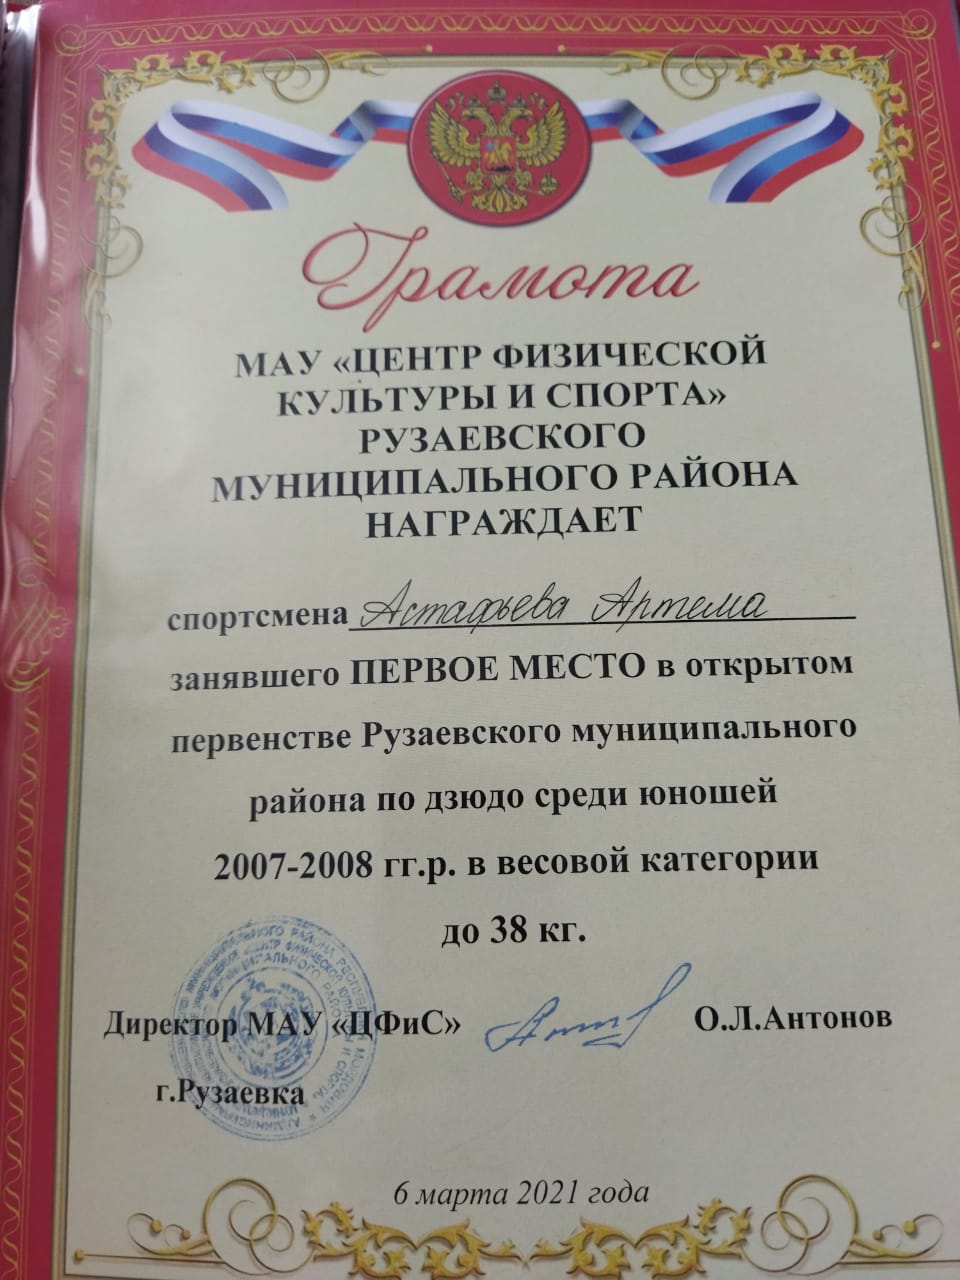 Грамота
МАУ «ЦЕНТР ФИЗИЧЕСКОЙ
КУЛЬТУРЫ И СПОРТА»
РУЗАЕВСКОГО
МУНИЦИПАЛЬНОГО РАЙОНА
НАГРАЖДАЕТ
спортсмена Астафьева Артема
занявшего ПЕРВОЕ МЕСТО в открытом
первенстве Рузаевского муниципального
района по дзюдо среди юношей
2007-2008 гг.р. в весовой категории
до 38 кг.
Директор МАУ «ЦФиС» О.Л.Антонов
г.Рузаевка
6 марта 2021 года